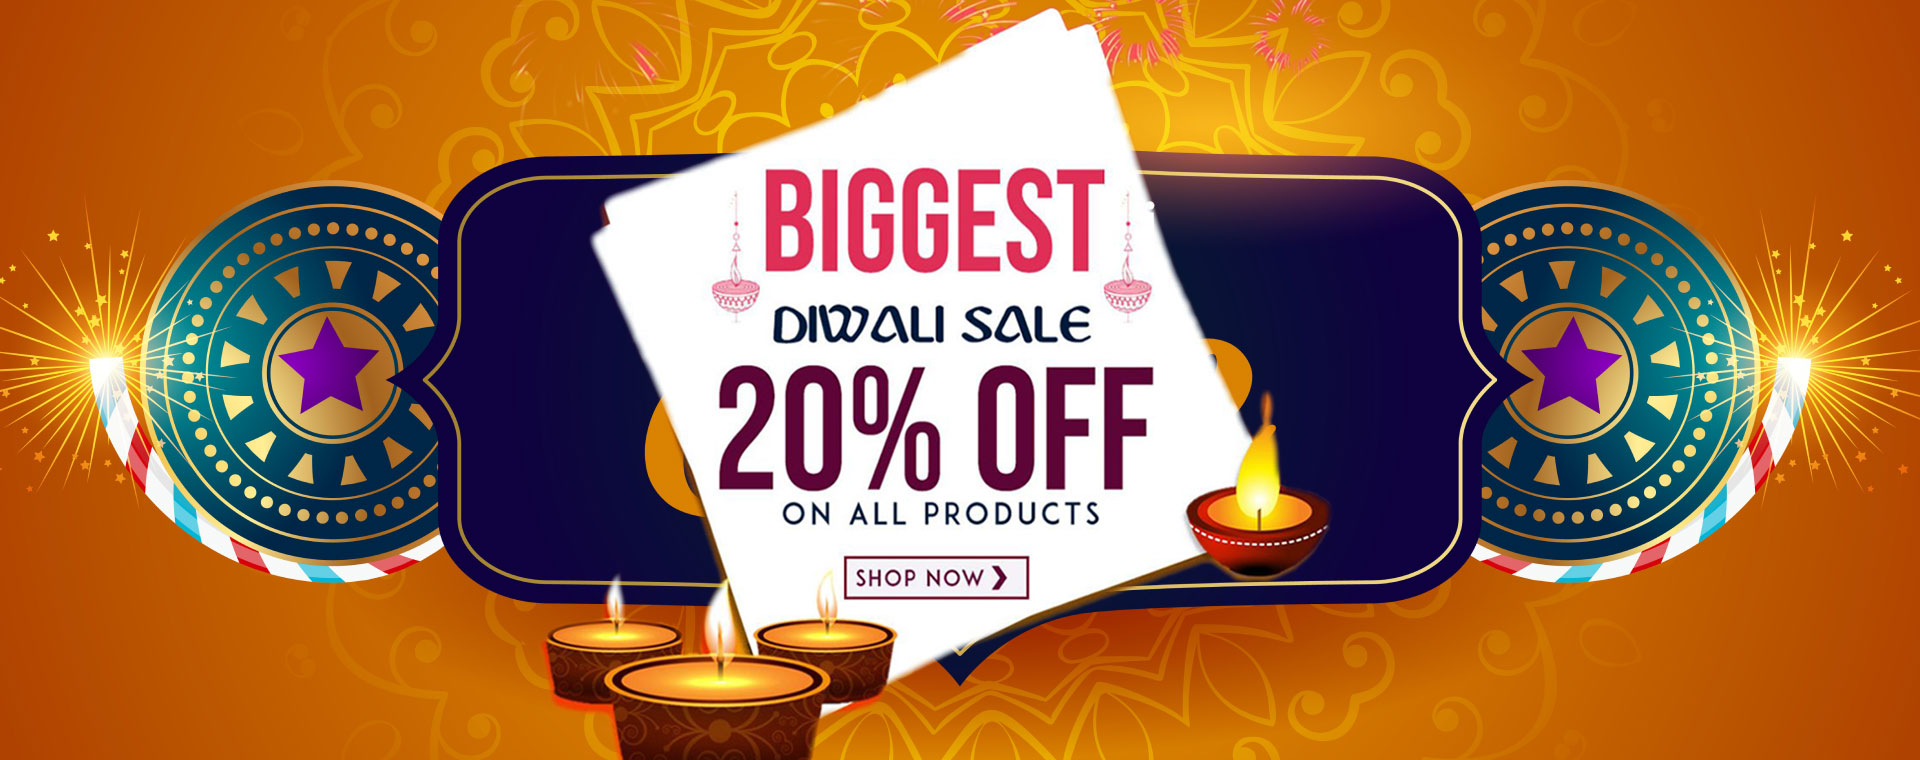 BIGGEST
DIWALI SALE
20% OFF
ON ALL PRODUCTS
SHOP NOW ❯